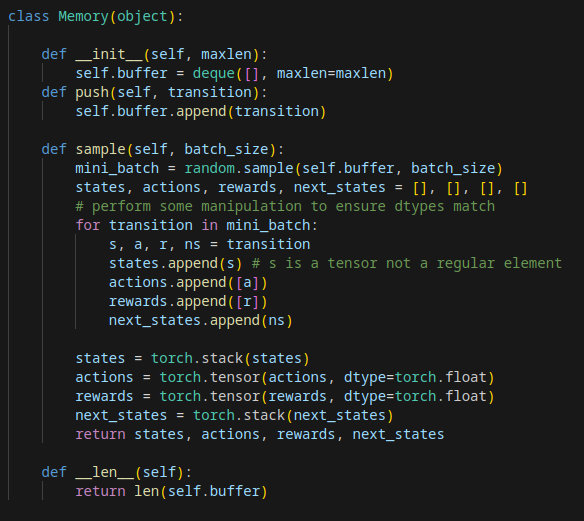 class Memory(object):
    def __init__(self, maxlen):
        self.buffer = deque([], maxlen=maxlen)
    def push(self, transition):
        self.buffer.append(transition)
    def sample(self, batch_size):
        mini_batch = random.sample(self.buffer, batch_size)
        states, actions, rewards, next_states = [], [], [], []
        # perform some manipulation to ensure dtypes match
        for transition in mini_batch:
            s, a, r, ns = transition
            states.append(s) # s is a tensor not a regular element
            actions.append([a])
            rewards.append([r])
            next_states.append(ns)
        states = torch.stack(states)
        actions = torch.tensor(actions, dtype=torch.float)
        rewards = torch.tensor(rewards, dtype=torch.float)
        next_states = torch.stack(next_states)
        return states, actions, rewards, next_states
    def __len__(self):
        return len(self.buffer)